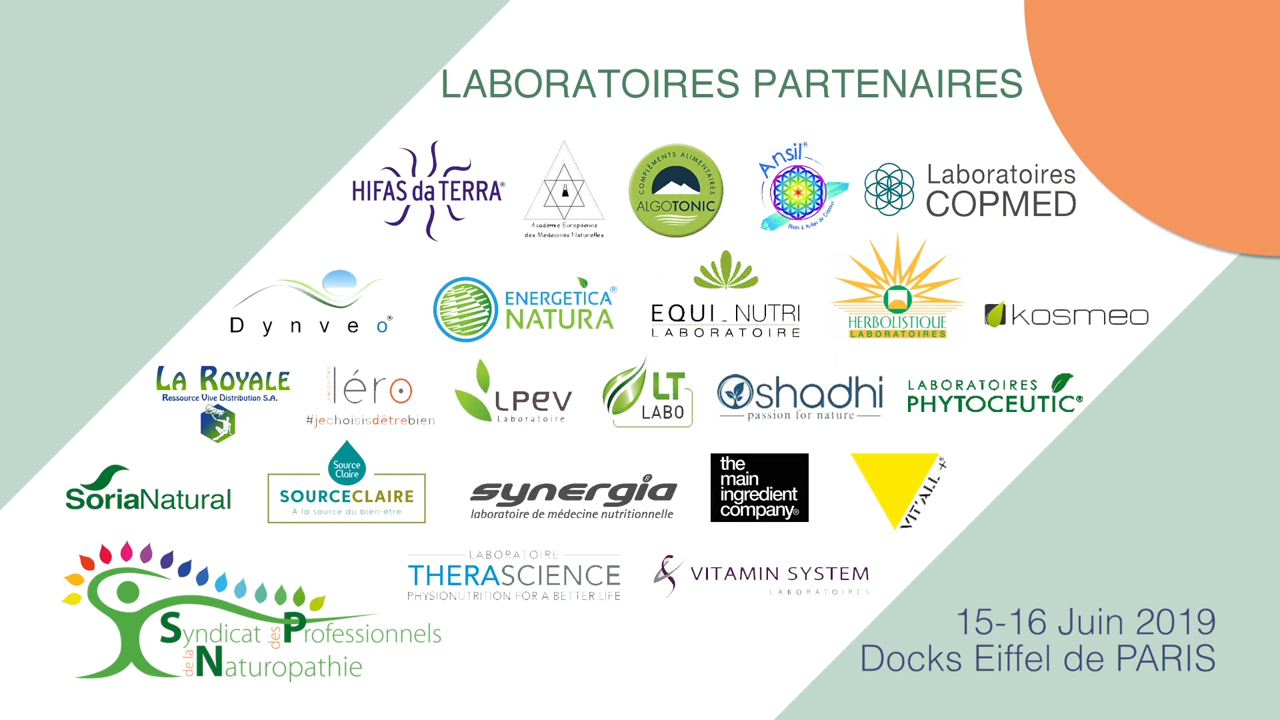 LABORATOIRES PARTENAIRES
HIFAS da TERRA®
Académie Européenne
des Médecines Naturelles
COMPLÉMENTS ALIMENTAIRES
ALGOTONIC
Ansil®
Laboratoires
COPMED
Dynveo®
ENERGETICA®
NATURA
EQUI_NUTRI
LABORATOIRE
HERBOLISTIQUE
LABORATOIRES
kosmeo
LA ROYALE
Ressource Vive Distribution S.A.
léro
#jechoisisdêtrebien
LPEV
Laboratoire
LT
LABO
Oshadhi
passion for nature
LABORATOIRES
PHYTOCEUTIC®
SoriaNatural
Source
Claire
SOURCECLAIRE
À la source du bien-être
synergia
laboratoire de médecine nutritionnelle
the
main
ingredient
company®
VIT'ALL +
LABORATOIRE
THERASCIENCE
PHYSIONUTRITION FOR A BETTER LIFE
VITAMIN SYSTEM
LABORATOIRES
Syndicat des Professionnels
de la Naturopathie
15-16 Juin 2019
Docks Eiffel de PARIS